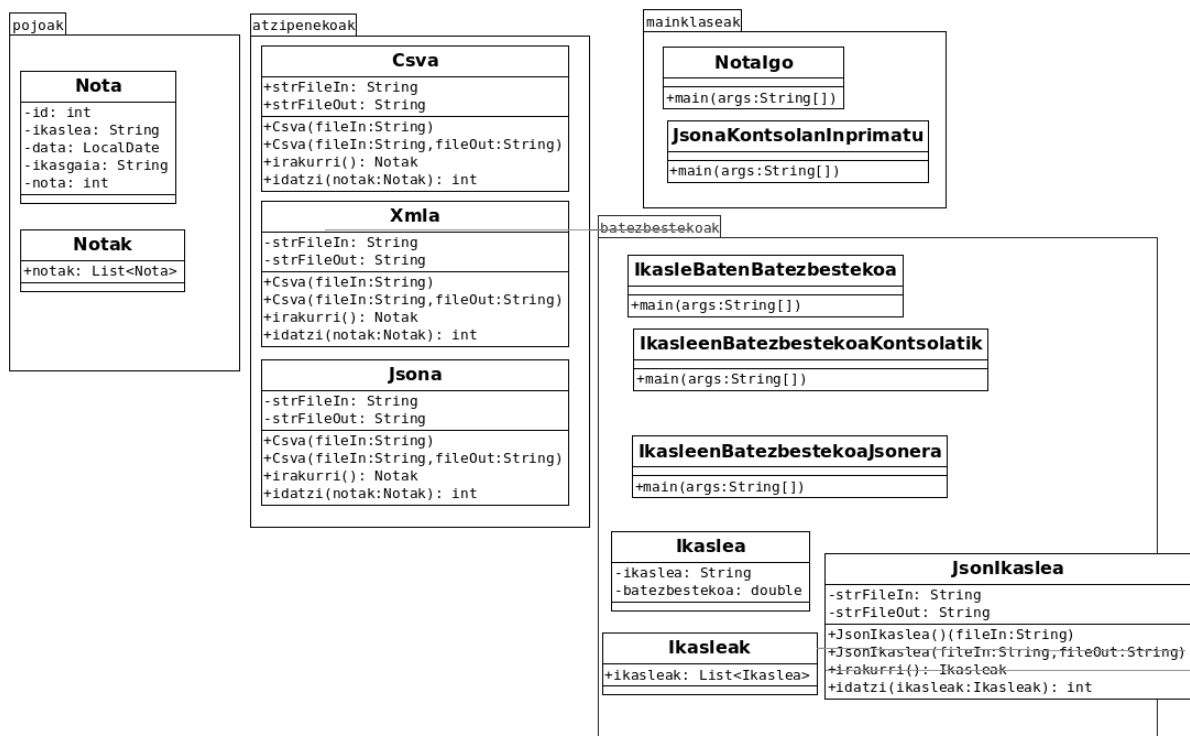 pojoak
Nota
-id: int
-ikaslea: String
-data: LocalDate
-ikasgaia: String
-nota: int
Notak
+notak: List<Nota>
atzipenekoak
Csva
+strFileIn: String
+strFileOut: String
+Csva(fileIn:String)
+Csva(fileIn:String,fileOut:String)
+irakurri(): Notak
+idatzi(notak:Notak): int
Xmla
-strFileIn: String
-strFileOut: String
+Csva(fileIn:String)
+Csva(fileIn:String,fileOut:String)
+irakurri(): Notak
+idatzi(notak:Notak): int
Jsona
-strFileIn: String
-strFileOut: String
+Csva(fileIn:String)
+Csva(fileIn:String,fileOut:String)
+irakurri(): Notak
+idatzi(notak:Notak): int
mainklaseak
NotaIgo
+main(args:String[])
JsonaKontsolanInprimatu
+main(args:String[])
batezbestekoak
IkasleBatenBatezbestekoa
+main(args:String[])
IkasleenBatezbestekoaKontsolatik
+main(args:String[])
IkasleenBatezbestekoaJsonera
+main(args:String[])
Ikaslea
-ikaslea: String
-batezbestekoa: double
Ikasleak
+ikasleak: List<Ikaslea>
JsonIkaslea
-strFileIn: String
-strFileOut: String
+JsonIkaslea()(fileIn:String)
+JsonIkaslea(fileIn:String,fileOut:String)
+irakurri(): Ikasleak
+idatzi(ikasleak:Ikasleak): int